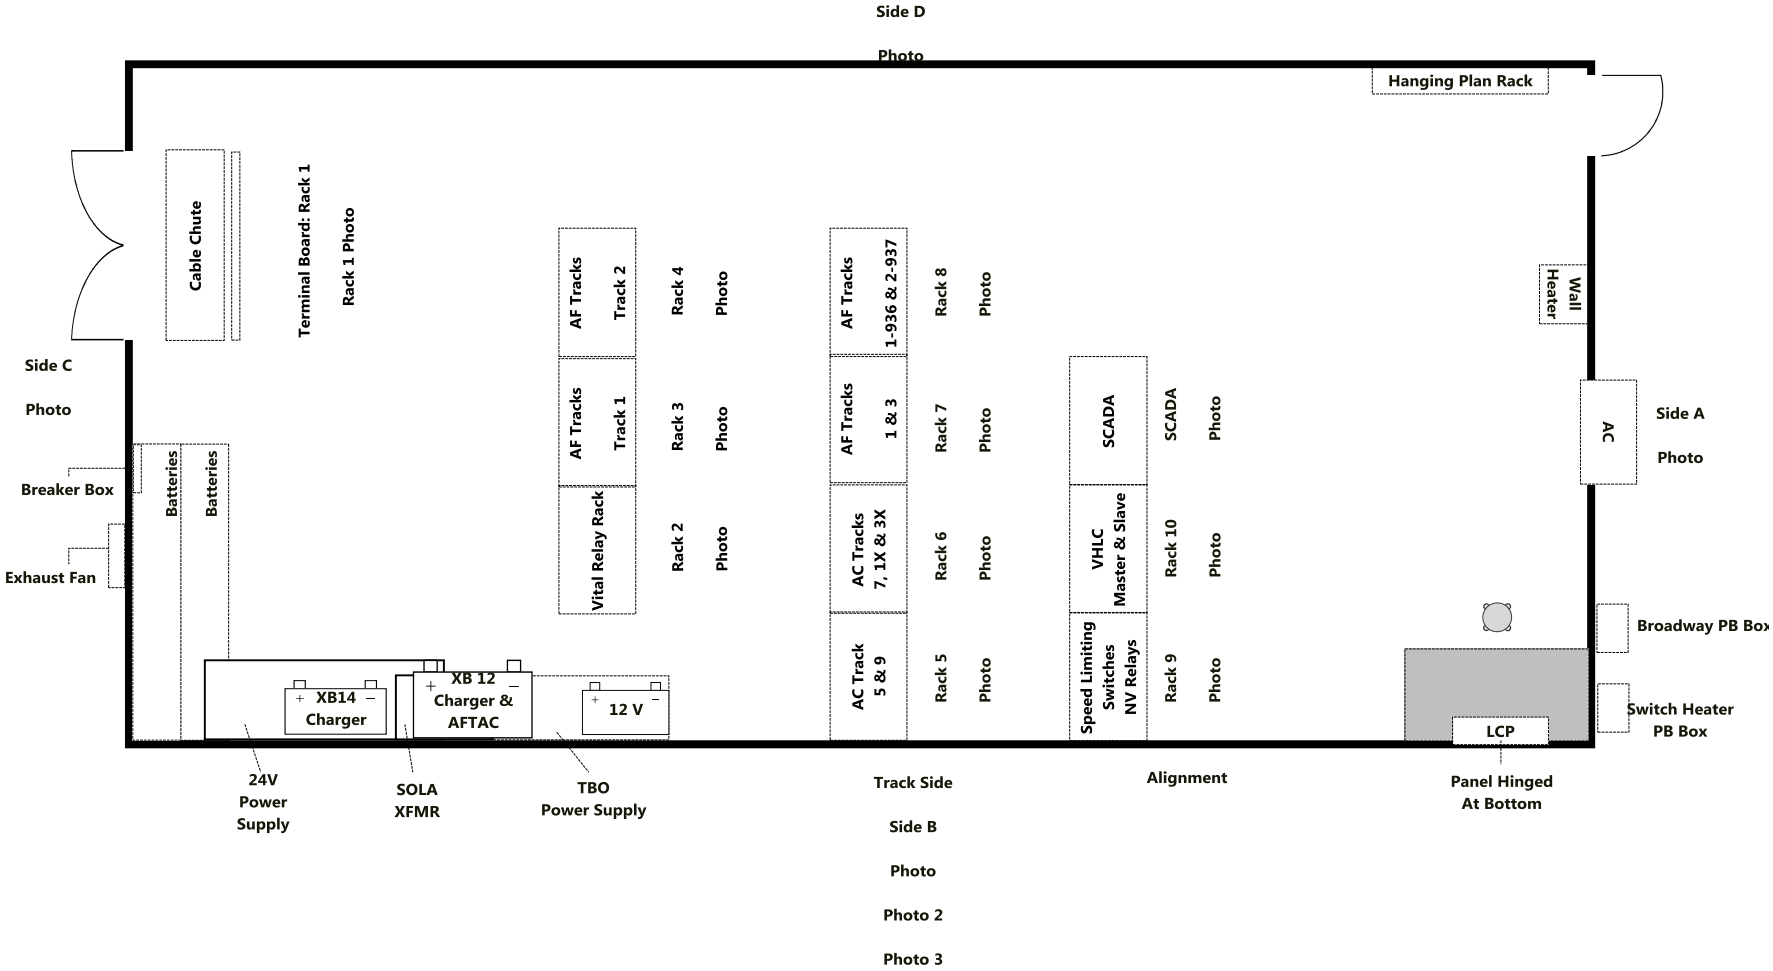 Side D
Photo
Hanging Plan Rack
Cable Chute
Terminal Board: Rack 1
Rack 1 Photo
AF Tracks
Track 2
Rack 4
Photo
AF Tracks
1-936 & 2-937
Rack 8
Photo
Wall
Heater
Side C
Photo
AF Tracks
Track 1
Rack 3
Photo
AF Tracks
1 & 3
Rack 7
Photo
SCADA
SCADA
Photo
AC
Side A
Photo
Breaker Box
Batteries
Batteries
Exhaust Fan
Vital Relay Rack
Rack 2
Photo
AC Tracks
7, 1X & 3X
Rack 6
Photo
VHLC
Master & Slave
Rack 10
Photo
Broadway PB Box
AC Track
5 & 9
Rack 5
Photo
Speed Limiting
Switches
NV Relays
Rack 9
Photo
Switch Heater
PB Box
+ XB14 −
Charger
XB 12
+ −
Charger &
AFTAC
+ −
12 V
LCP
24V
Power
Supply
SOLA
XFMR
TBO
Power Supply
Track Side
Side B
Photo
Photo 2
Photo 3
Alignment
Panel Hinged
At Bottom